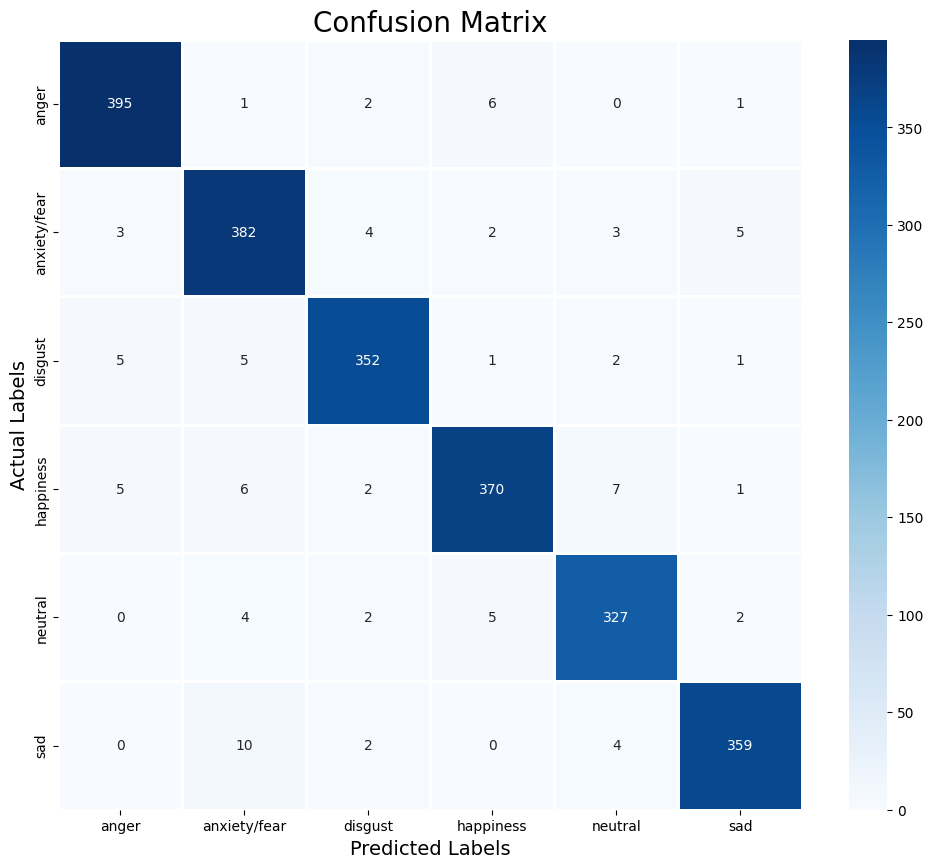 Confusion Matrix
Actual Labels
anger
395 1 2 6 0 1
anxiety/fear
3 382 4 2 3 5
disgust
5 5 352 1 2 1
happiness
5 6 2 370 7 1
neutral
0 4 2 5 327 2
sad
0 10 2 0 4 359
anger anxiety/fear disgust happiness neutral sad
Predicted Labels
350
300
250
200
150
100
50
0